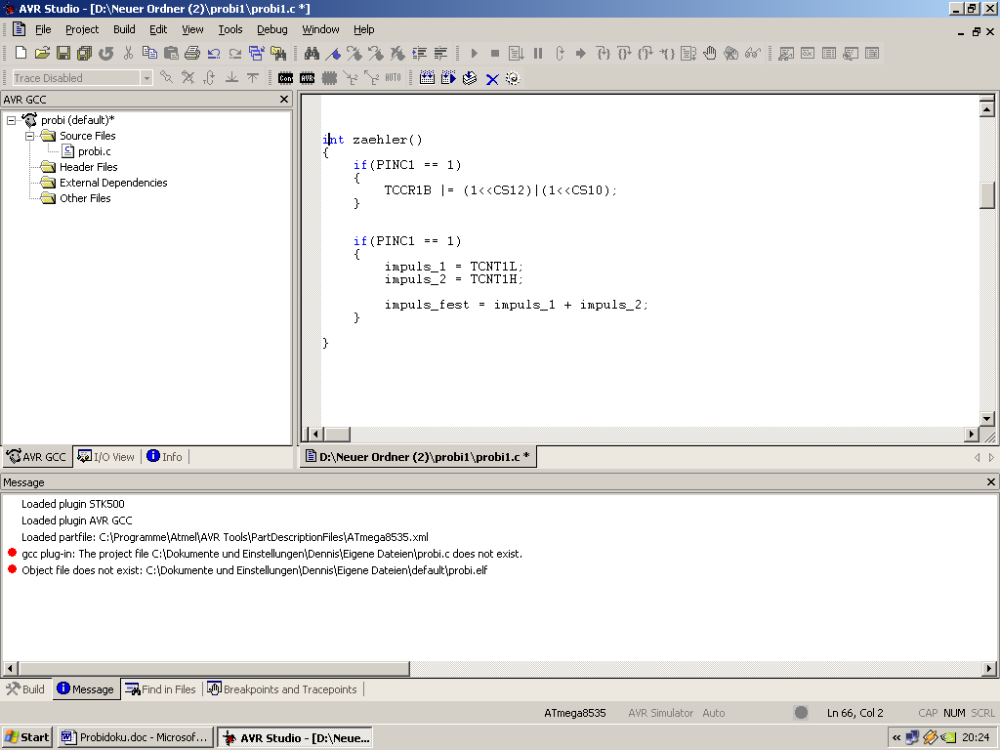 AVR Studio - [D:\Neuer Ordner (2)\probi1\probi1.c *]
File Project Build Edit View Tools Debug Window Help
Trace Disabled
Con AVR AUTO
AVR GCC
probi (default)*
Source Files
probi.c
Header Files
External Dependencies
Other Files
int zaehler()
{
if(PINC1 == 1)
{
TCCR1B |= (1<<CS12)|(1<<CS10);
}
if(PINC1 == 1)
{
impuls_1 = TCNT1L;
impuls_2 = TCNT1H;
impuls_fest = impuls_1 + impuls_2;
}
}
AVR GCC I/O View Info
D:\Neuer Ordner (2)\probi1\probi1.c *
Message
Loaded plugin STK500
Loaded plugin AVR GCC
Loaded partfile: C:\Programme\Atmel\AVR Tools\PartDescriptionFiles\ATmega8535.xml
gcc plug-in: The project file C:\Dokumente und Einstellungen\Dennis\Eigene Dateien\probi.c does not exist.
Object file does not exist: C:\Dokumente und Einstellungen\Dennis\Eigene Dateien\default\probi.elf
Build Message Find in Files Breakpoints and Tracepoints
ATmega8535 AVR Simulator Auto Ln 66, Col 2 CAP NUM SCRL
Start Probidoku.doc - Microsof... AVR Studio - [D:\Neue... « 20:24